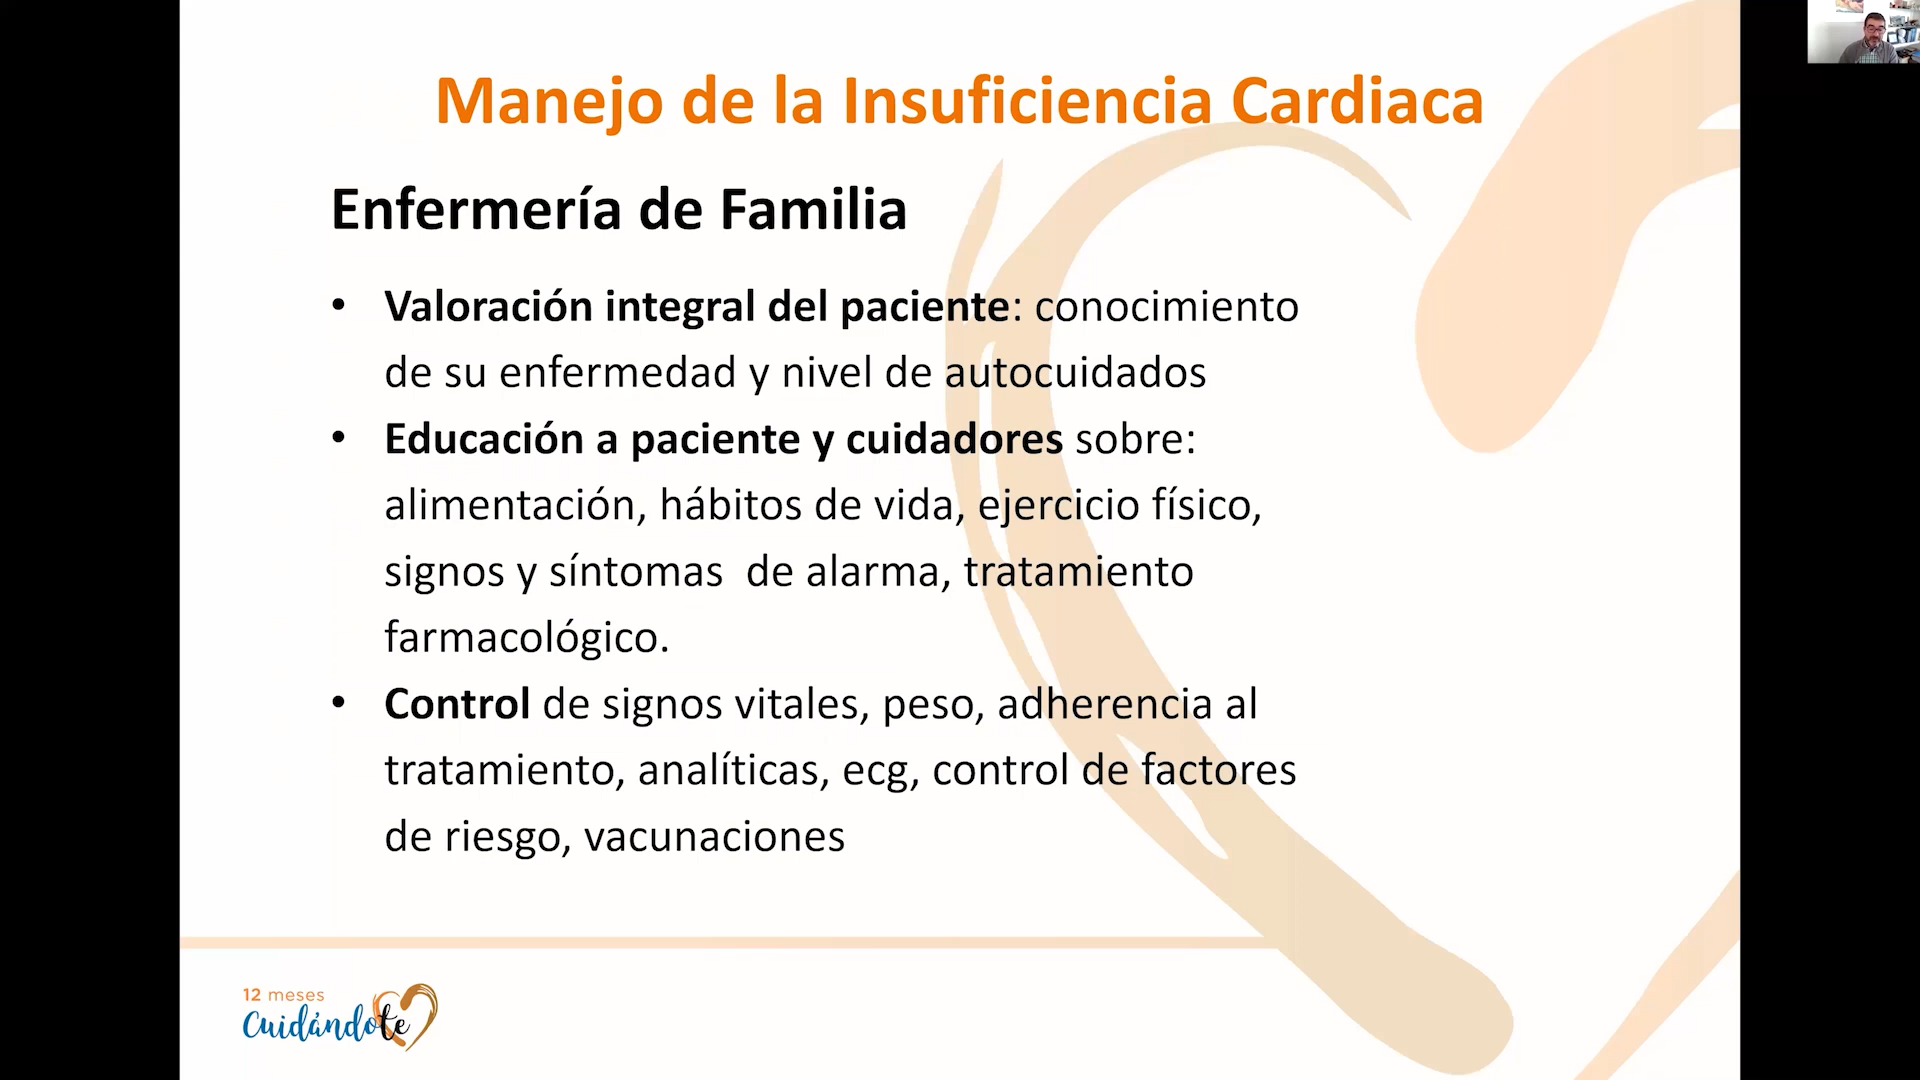 Manejo de la Insuficiencia Cardiaca
Enfermería de Familia
• Valoración integral del paciente: conocimiento
de su enfermedad y nivel de autocuidados
• Educación a paciente y cuidadores sobre:
alimentación, hábitos de vida, ejercicio físico,
signos y síntomas  de alarma, tratamiento
farmacológico.
• Control de signos vitales, peso, adherencia al
tratamiento, analíticas, ecg, control de factores
de riesgo, vacunaciones
12 meses
Cuidándote